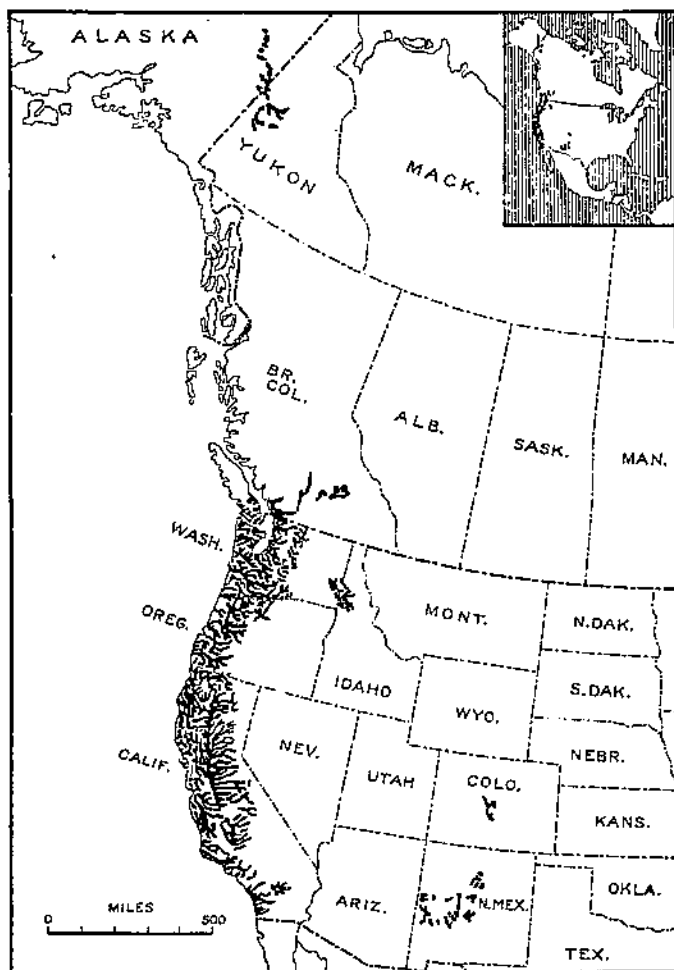 ALASKA
YUKON
MACK.
BR.
COL.
ALB.
SASK.
MAN.
WASH.
MONT.
N.DAK.
OREG.
IDAHO
S.DAK.
WYO.
NEBR.
CALIF.
NEV.
UTAH
COLO.
KANS.
OKLA.
ARIZ.
N.MEX.
MILES
0 500
TEX.